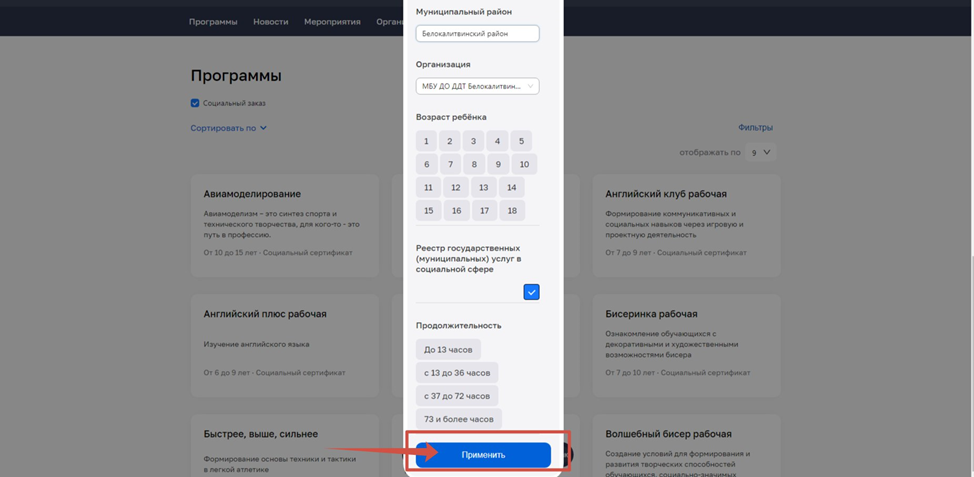 Программы Новости Мероприятия
Программы
Социальный заказ
Сортировать по
Фильтры
отображать по 9
Муниципальный район
Белокалитвинский район
Организация
МБУ ДО ДДТ Белокалитвин...
Возраст ребёнка
1 2 3 4 5
6 7 8 9 10
11 12 13 14
15 16 17 18
Реестр государственных
(муниципальных) услуг в
социальной сфере
Продолжительность
До 13 часов
с 13 до 36 часов
с 37 до 72 часов
73 и более часов
Применить
Авиамоделирование
Авиамоделизм – это синтез спорта и
технического творчества, для кого-то - это
путь в профессию.
От 10 до 15 лет · Социальный сертификат
Английский клуб рабочая
Формирование коммуникативных и
социальных навыков через игровую и
проектную деятельность
От 7 до 9 лет · Социальный сертификат
Английский плюс рабочая
Изучение английского языка
От 6 до 9 лет · Социальный сертификат
Бисеринка рабочая
Ознакомление обучающихся с
декоративными и художественными
возможностями бисера
От 7 до 10 лет · Социальный сертификат
Быстрее, выше, сильнее
Формирование основы техники и тактики
в легкой атлетике
Волшебный бисер рабочая
Создание условий для формирования и
развития творческих способностей
обучающихся, социально-значимых